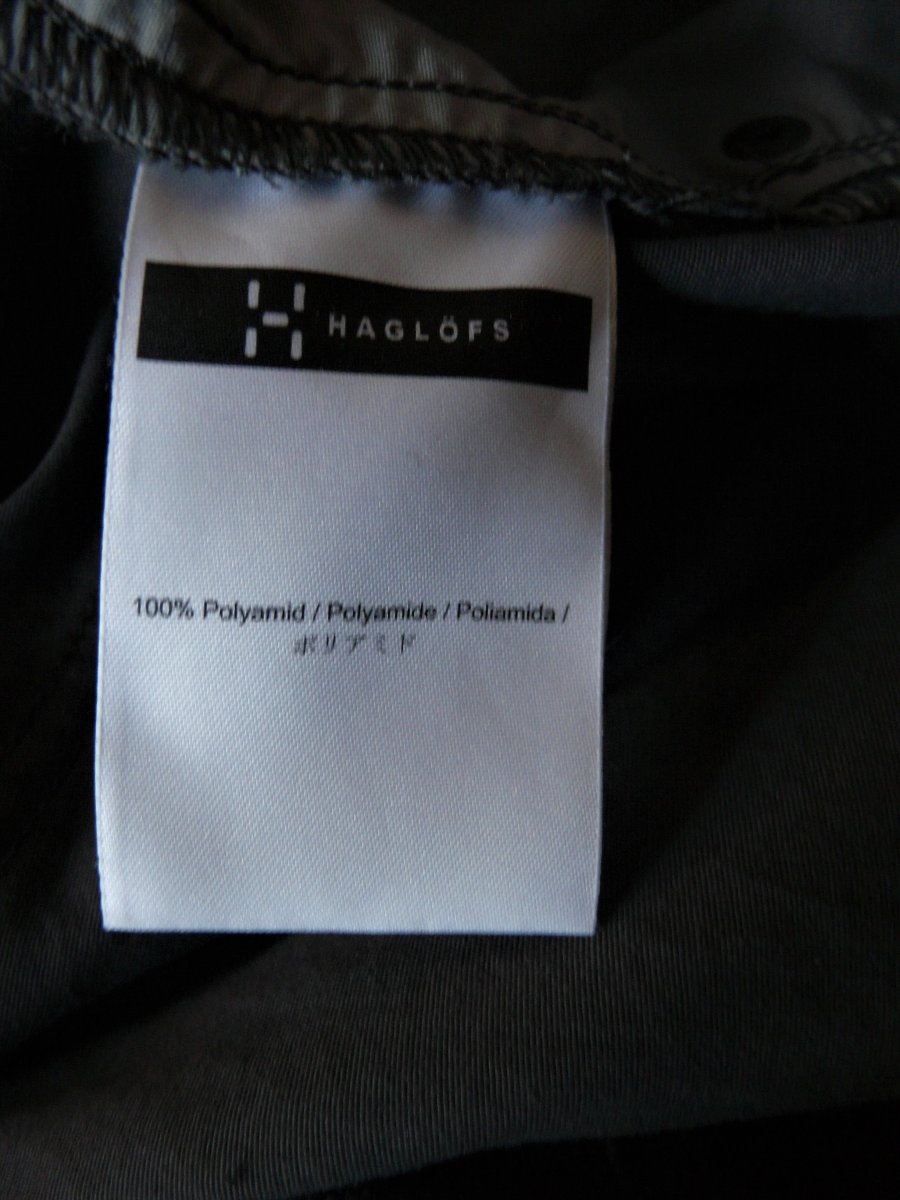 HAGLÖFS
100% Polyamid / Polyamide / Poliamida /
ポリアミド